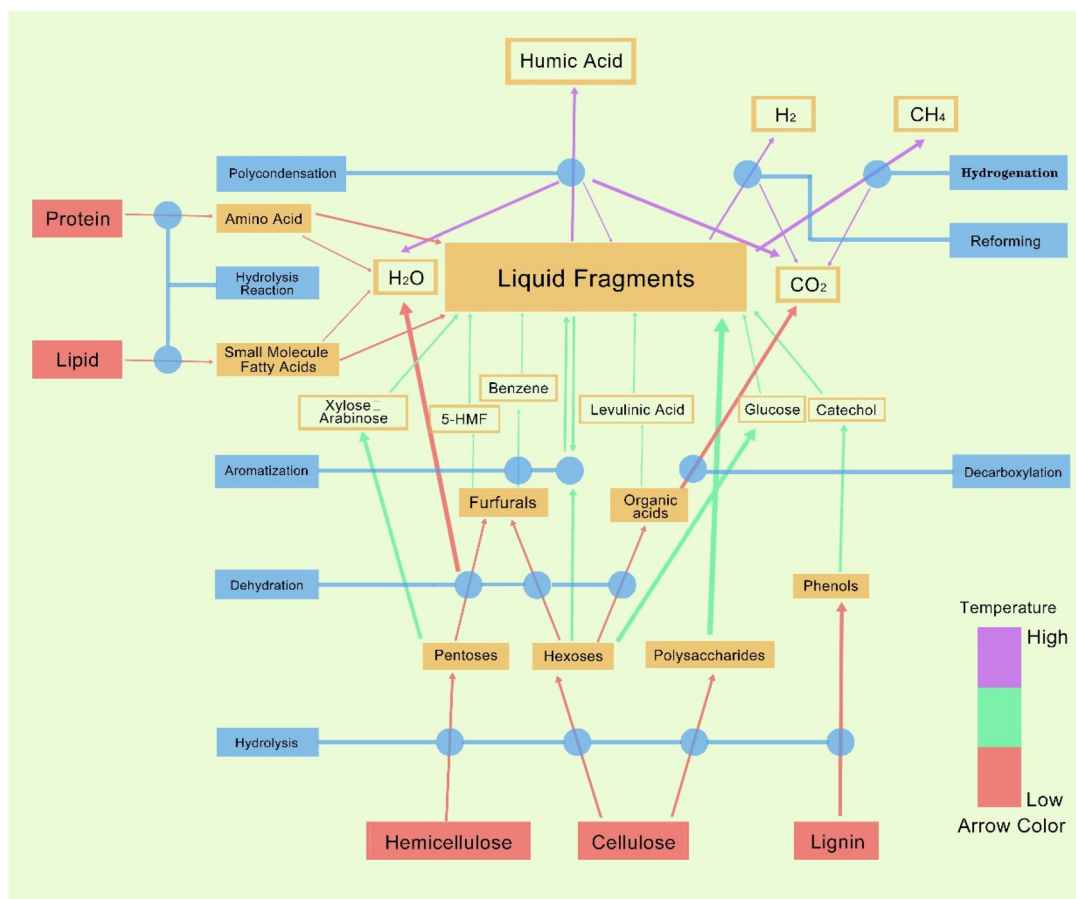 Humic Acid
H₂
CH₄
Polycondensation
Hydrogenation
Protein
Amino Acid
Reforming
Hydrolysis
Reaction
H₂O
Liquid Fragments
CO₂
Lipid
Small Molecule
Fatty Acids
Benzene
Xylose□
Arabinose
5-HMF
Levulinic Acid
Glucose
Catechol
Aromatization
Decarboxylation
Furfurals
Organic
acids
Dehydration
Phenols
Temperature
High
Pentoses
Hexoses
Polysaccharides
Hydrolysis
Low
Arrow Color
Hemicellulose
Cellulose
Lignin